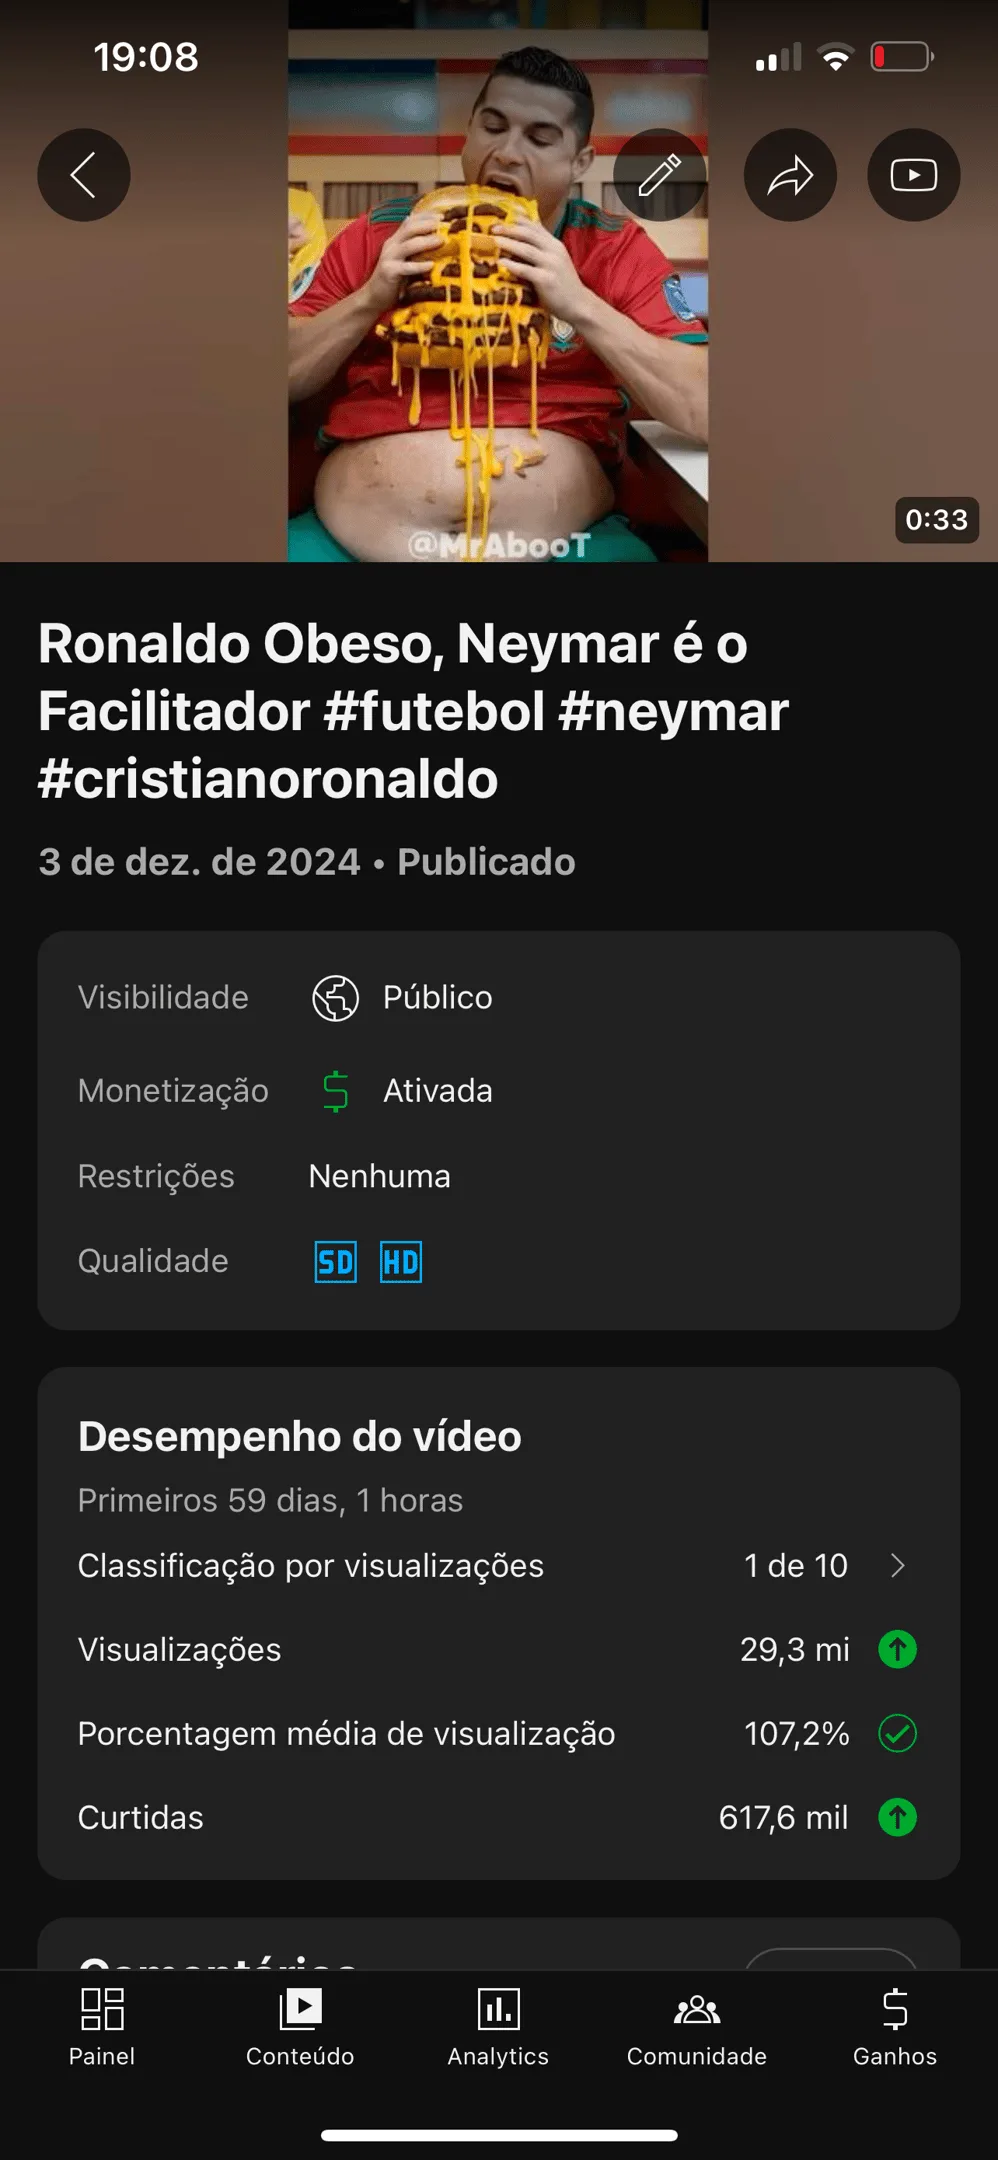 19:08
@MrAbooT
0:33
Ronaldo Obeso, Neymar é o
Facilitador #futebol #neymar
#cristianoronaldo
3 de dez. de 2024 • Publicado
Visibilidade Público
Monetização Ativada
Restrições Nenhuma
Qualidade SD HD
Desempenho do vídeo
Primeiros 59 dias, 1 horas
Classificação por visualizações 1 de 10
Visualizações 29,3 mi
Porcentagem média de visualização 107,2%
Curtidas 617,6 mil
Comentários
Painel Conteúdo Analytics Comunidade Ganhos